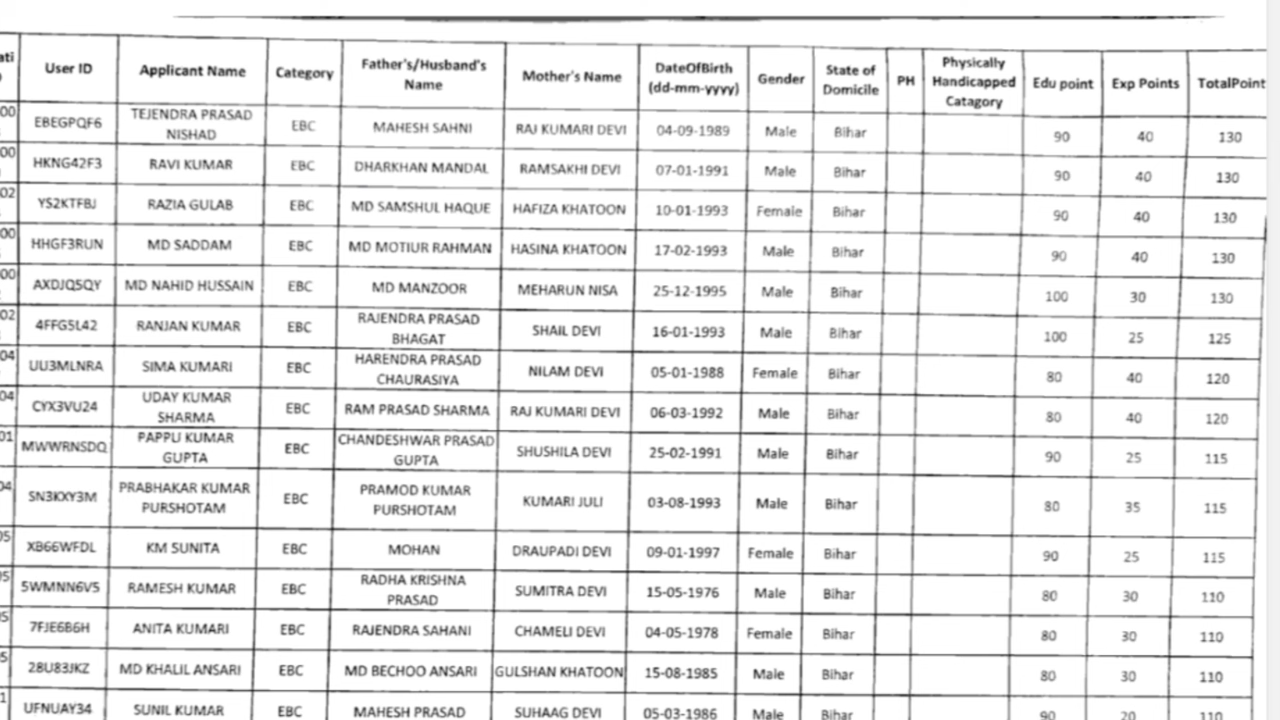 User ID Applicant Name Category Father's/Husband's Name Mother's Name DateOfBirth (dd-mm-yyyy) Gender State of Domicile PH Physically Handicapped Catagory Edu point Exp Points TotalPoint
EBEGPQF6 TEJENDRA PRASAD NISHAD EBC MAHESH SAHNI RAJ KUMARI DEVI 04-09-1989 Male Bihar 90 40 130
HKNG42F3 RAVI KUMAR EBC DHARKHAN MANDAL RAMSAKHI DEVI 07-01-1991 Male Bihar 90 40 130
YS2KTFBJ RAZIA GULAB EBC MD SAMSHUL HAQUE HAFIZA KHATOON 10-01-1993 Female Bihar 90 40 130
HHGF3RUN MD SADDAM EBC MD MOTIUR RAHMAN HASINA KHATOON 17-02-1993 Male Bihar 90 40 130
AXDJQ5QY MD NAHID HUSSAIN EBC MD MANZOOR MEHARUN NISA 25-12-1995 Male Bihar 100 30 130
4FFG5L42 RANJAN KUMAR EBC RAJENDRA PRASAD BHAGAT SHAIL DEVI 16-01-1993 Male Bihar 100 25 125
UU3MLNRA SIMA KUMARI EBC HARENDRA PRASAD CHAURASIYA NILAM DEVI 05-01-1988 Female Bihar 80 40 120
CYX3VU24 UDAY KUMAR SHARMA EBC RAM PRASAD SHARMA RAJ KUMARI DEVI 06-03-1992 Male Bihar 80 40 120
MWWRNSDQ PAPPU KUMAR GUPTA EBC CHANDESHWAR PRASAD GUPTA SHUSHILA DEVI 25-02-1991 Male Bihar 90 25 115
SN3KXY3M PRABHAKAR KUMAR PURSHOTAM EBC PRAMOD KUMAR PURSHOTAM KUMARI JULI 03-08-1993 Male Bihar 80 35 115
XB66WFDL KM SUNITA EBC MOHAN DRAUPADI DEVI 09-01-1997 Female Bihar 90 25 115
5WMNN6V5 RAMESH KUMAR EBC RADHA KRISHNA PRASAD SUMITRA DEVI 15-05-1976 Male Bihar 80 30 110
7FJE6B6H ANITA KUMARI EBC RAJENDRA SAHANI CHAMELI DEVI 04-05-1978 Female Bihar 80 30 110
28U83JKZ MD KHALIL ANSARI EBC MD BECHOO ANSARI GULSHAN KHATOON 15-08-1985 Male Bihar 80 30 110
UFNUAY34 SUNIL KUMAR EBC MAHESH PRASAD SUHAAG DEVI 05-03-1986 Male Bihar 90 20 110